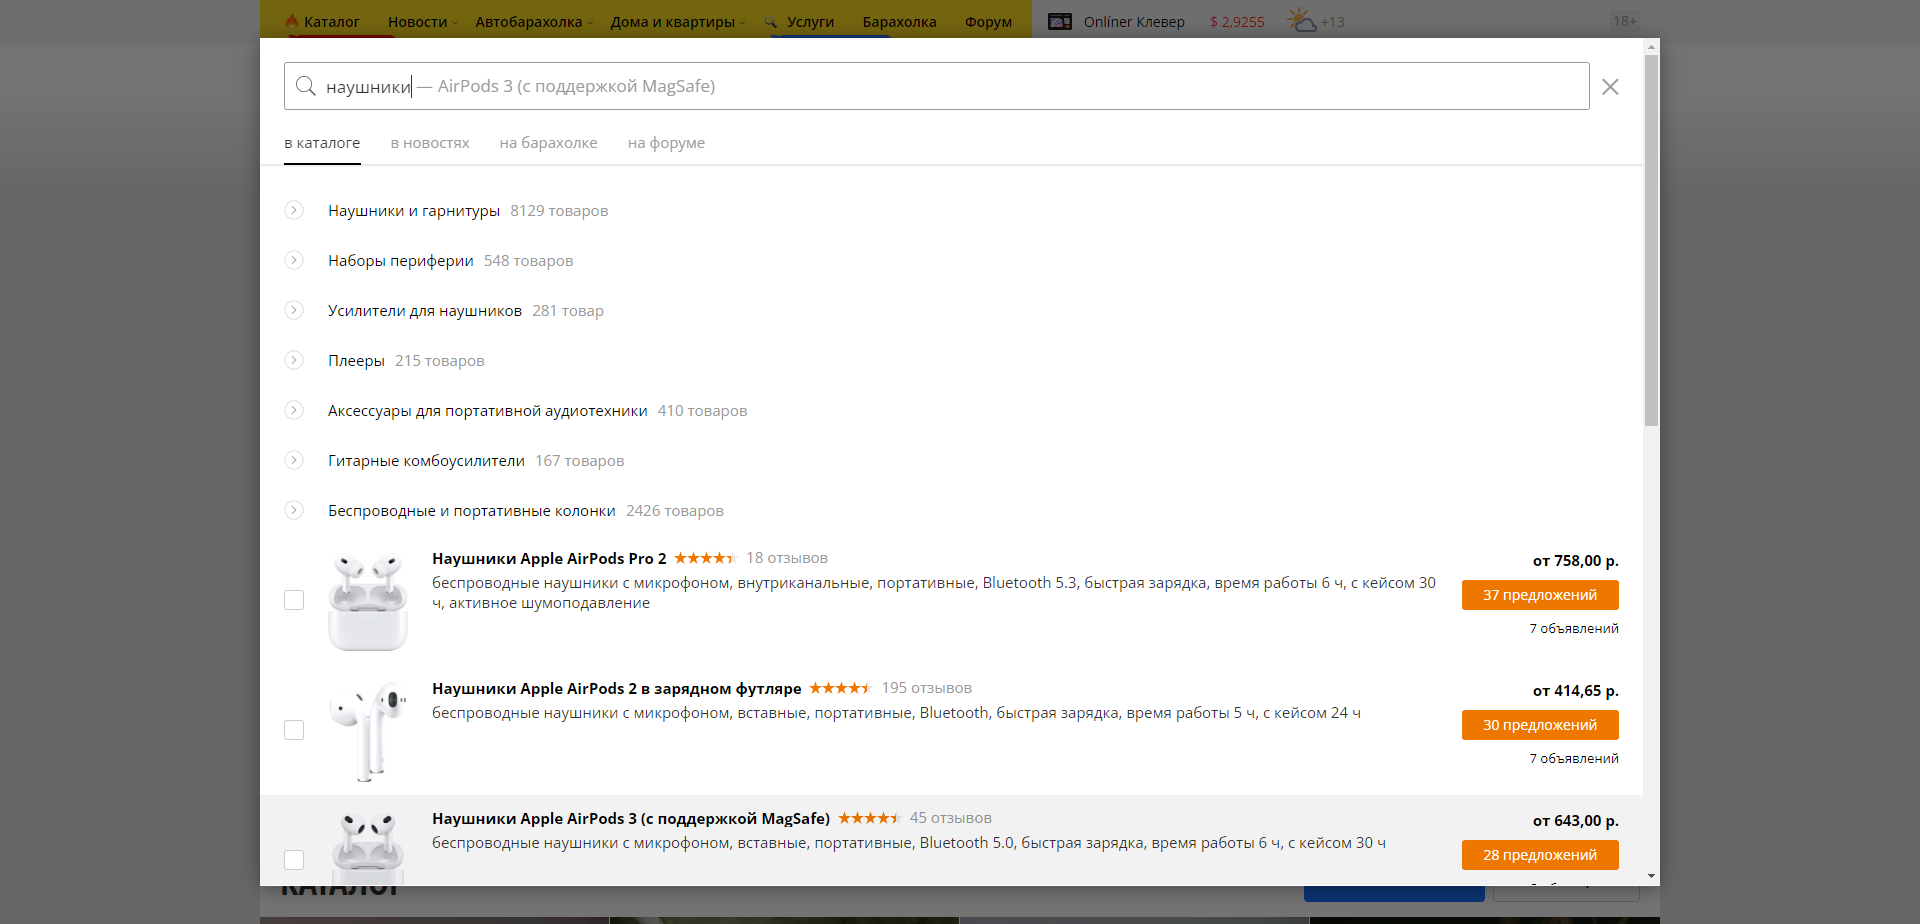 Каталог Новости Автобарахолка Дома и квартиры Услуги Барахолка Форум Onlíner Клевер $ 2,9255 +13 18+
наушники — AirPods 3 (с поддержкой MagSafe)
в каталоге в новостях на барахолке на форуме
Наушники и гарнитуры 8129 товаров
Наборы периферии 548 товаров
Усилители для наушников 281 товар
Плееры 215 товаров
Аксессуары для портативной аудиотехники 410 товаров
Гитарные комбоусилители 167 товаров
Беспроводные и портативные колонки 2426 товаров
Наушники Apple AirPods Pro 2 18 отзывов
беспроводные наушники с микрофоном, внутриканальные, портативные, Bluetooth 5.3, быстрая зарядка, время работы 6 ч, с кейсом 30
ч, активное шумоподавление
от 758,00 р.
37 предложений
7 объявлений
Наушники Apple AirPods 2 в зарядном футляре 195 отзывов
беспроводные наушники с микрофоном, вставные, портативные, Bluetooth, быстрая зарядка, время работы 5 ч, с кейсом 24 ч
от 414,65 р.
30 предложений
7 объявлений
Наушники Apple AirPods 3 (с поддержкой MagSafe) 45 отзывов
беспроводные наушники с микрофоном, вставные, портативные, Bluetooth 5.0, быстрая зарядка, время работы 6 ч, с кейсом 30 ч
от 643,00 р.
28 предложений
КАТАЛОГ